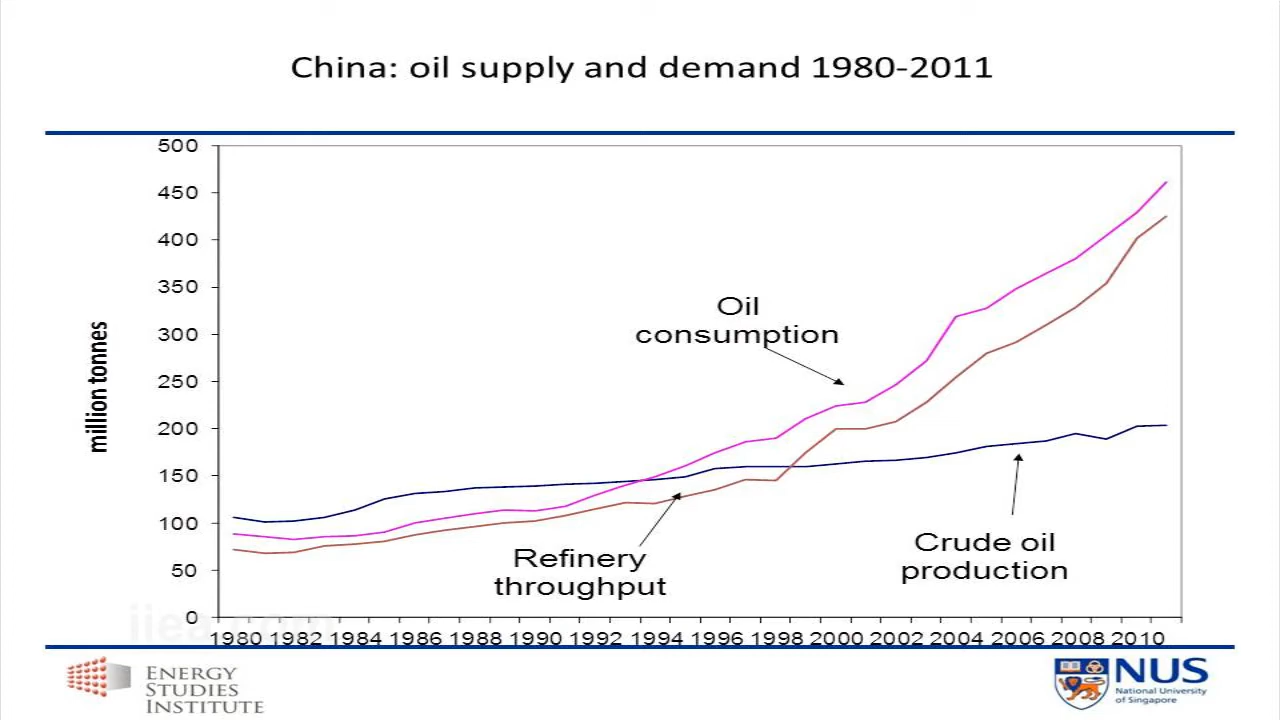 China: oil supply and demand 1980-2011
500
450
400
350
300
250
200
150
100
50
0
million tonnes
Oil
consumption
Refinery
throughput
Crude oil
production
1980 1982 1984 1986 1988 1990 1992 1994 1996 1998 2000 2002 2004 2006 2008 2010
iiea.com
ENERGY
STUDIES
INSTITUTE
NUS
National University
of Singapore